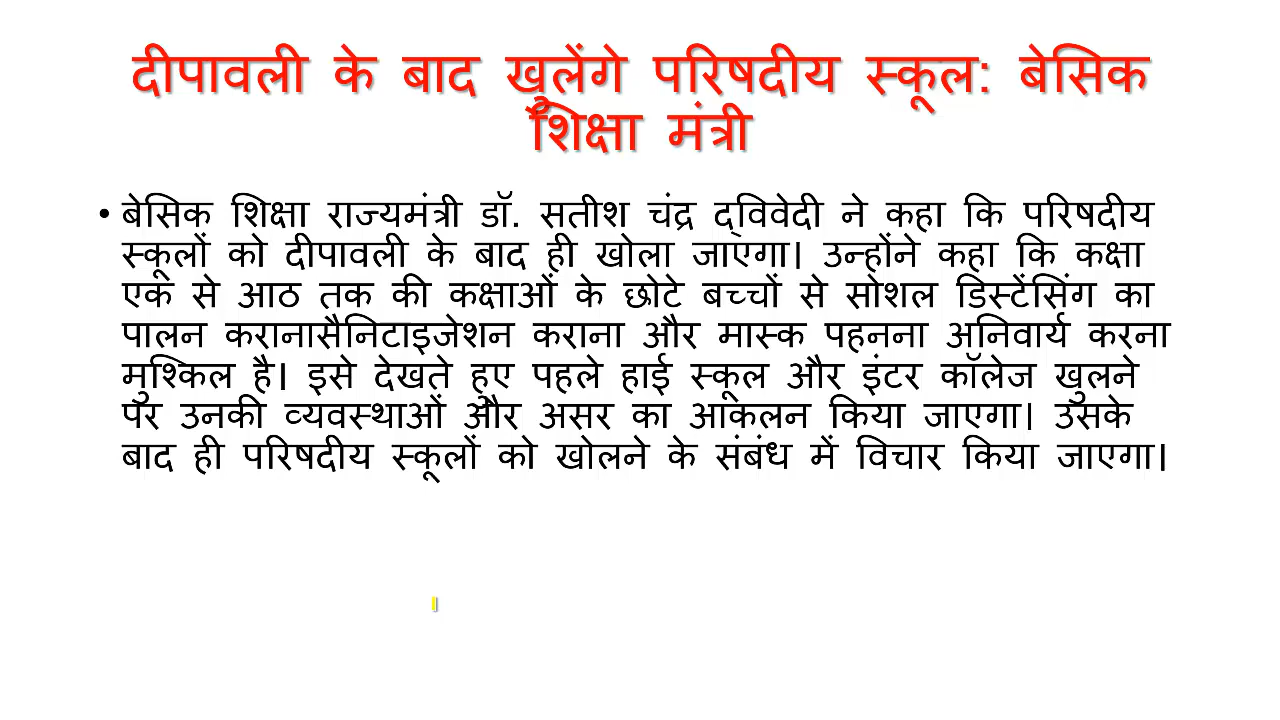 दीपावली के बाद खुलेंगे परिषदीय स्कूल: बेसिक
शिक्षा मंत्री
• बेसिक शिक्षा राज्यमंत्री डॉ. सतीश चंद्र द्विवेदी ने कहा कि परिषदीय
स्कूलों को दीपावली के बाद ही खोला जाएगा। उन्होंने कहा कि कक्षा
एक से आठ तक की कक्षाओं के छोटे बच्चों से सोशल डिस्टेंसिंग का
पालन करानासैनिटाइजेशन कराना और मास्क पहनना अनिवार्य करना
मुश्किल है। इसे देखते हुए पहले हाई स्कूल और इंटर कॉलेज खुलने
पर उनकी व्यवस्थाओं और असर का आकलन किया जाएगा। उसके
बाद ही परिषदीय स्कूलों को खोलने के संबंध में विचार किया जाएगा।